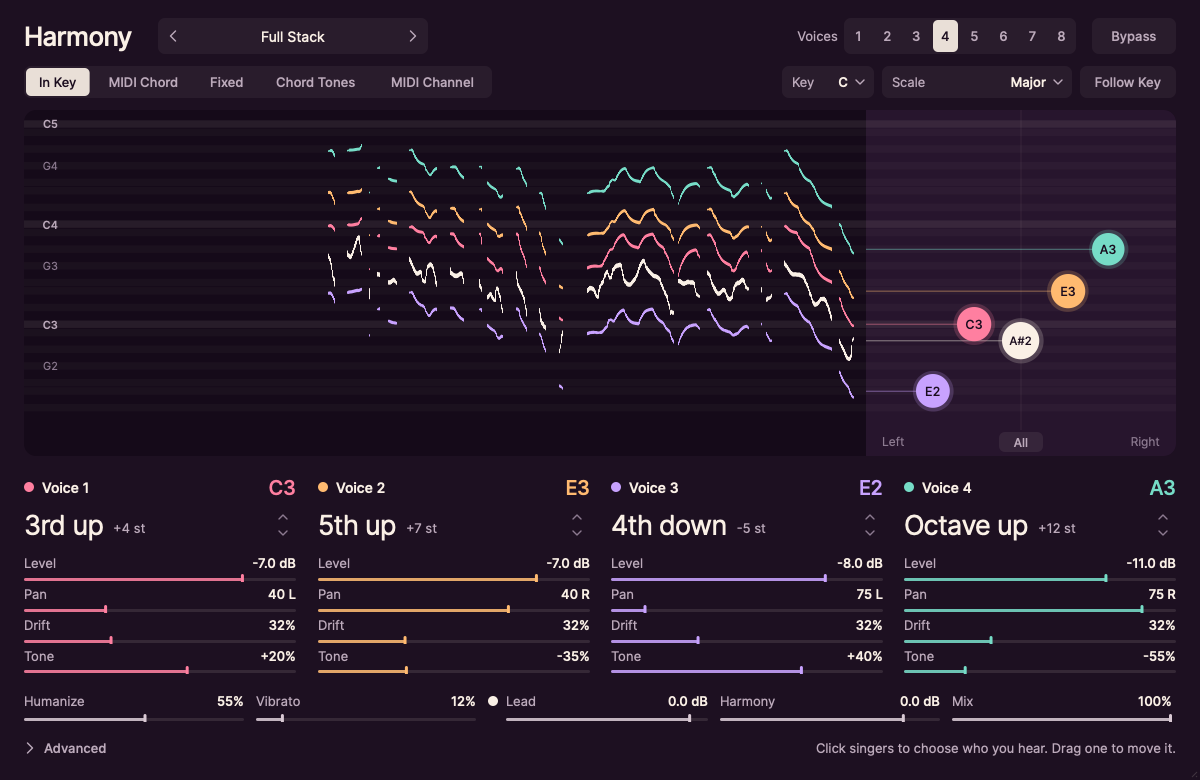 Harmony
Full Stack
Voices 1 2 3 4 5 6 7 8 Bypass
In Key MIDI Chord Fixed Chord Tones MIDI Channel
Key C Scale Major Follow Key
C5
G4
C4
G3
C3
G2
A3
E3
C3
A#2
E2
Left All Right
Voice 1 C3
3rd up +4 st
Level -7.0 dB
Pan 40 L
Drift 32%
Tone +20%
Voice 2 E3
5th up +7 st
Level -7.0 dB
Pan 40 R
Drift 32%
Tone -35%
Voice 3 E2
4th down -5 st
Level -8.0 dB
Pan 75 L
Drift 32%
Tone +40%
Voice 4 A3
Octave up +12 st
Level -11.0 dB
Pan 75 R
Drift 32%
Tone -55%
Humanize 55% Vibrato 12% Lead 0.0 dB Harmony 0.0 dB Mix 100%
Advanced
Click singers to choose who you hear. Drag one to move it.